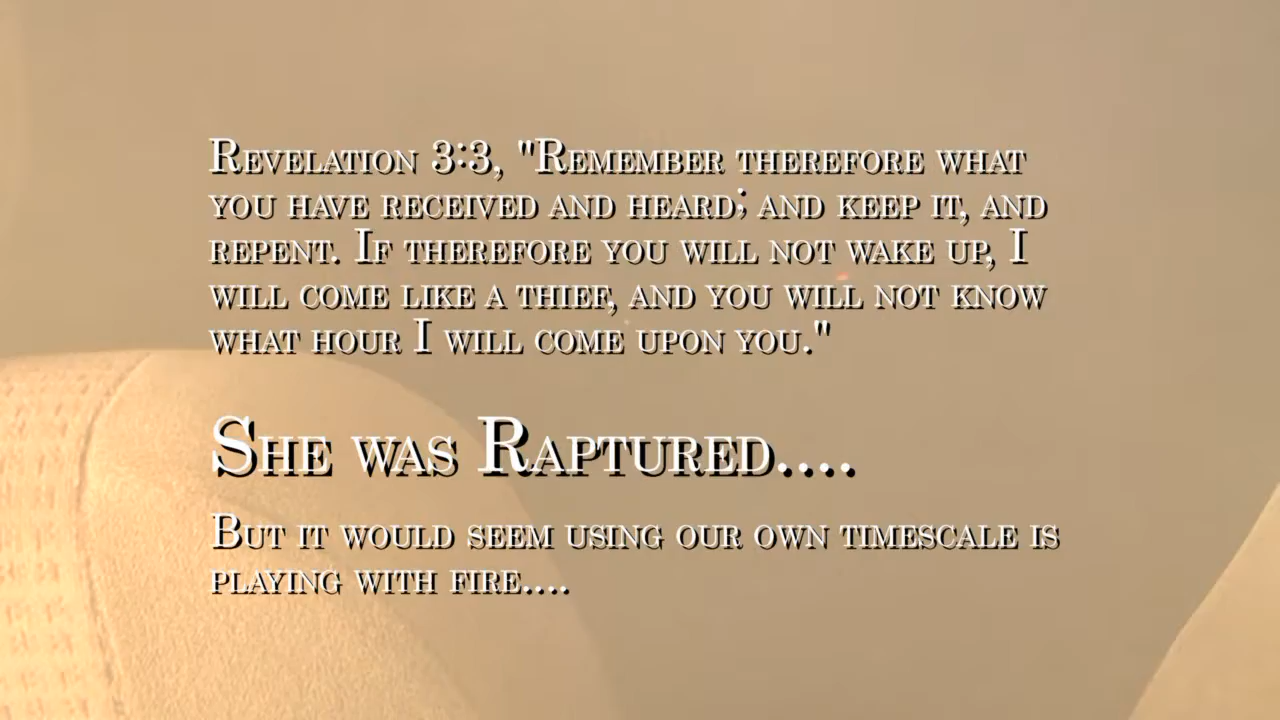 Revelation 3:3, "Remember therefore what
you have received and heard; and keep it, and
repent. If therefore you will not wake up, I
will come like a thief, and you will not know
what hour I will come upon you."
She was Raptured....
But it would seem using our own timescale is
playing with fire....